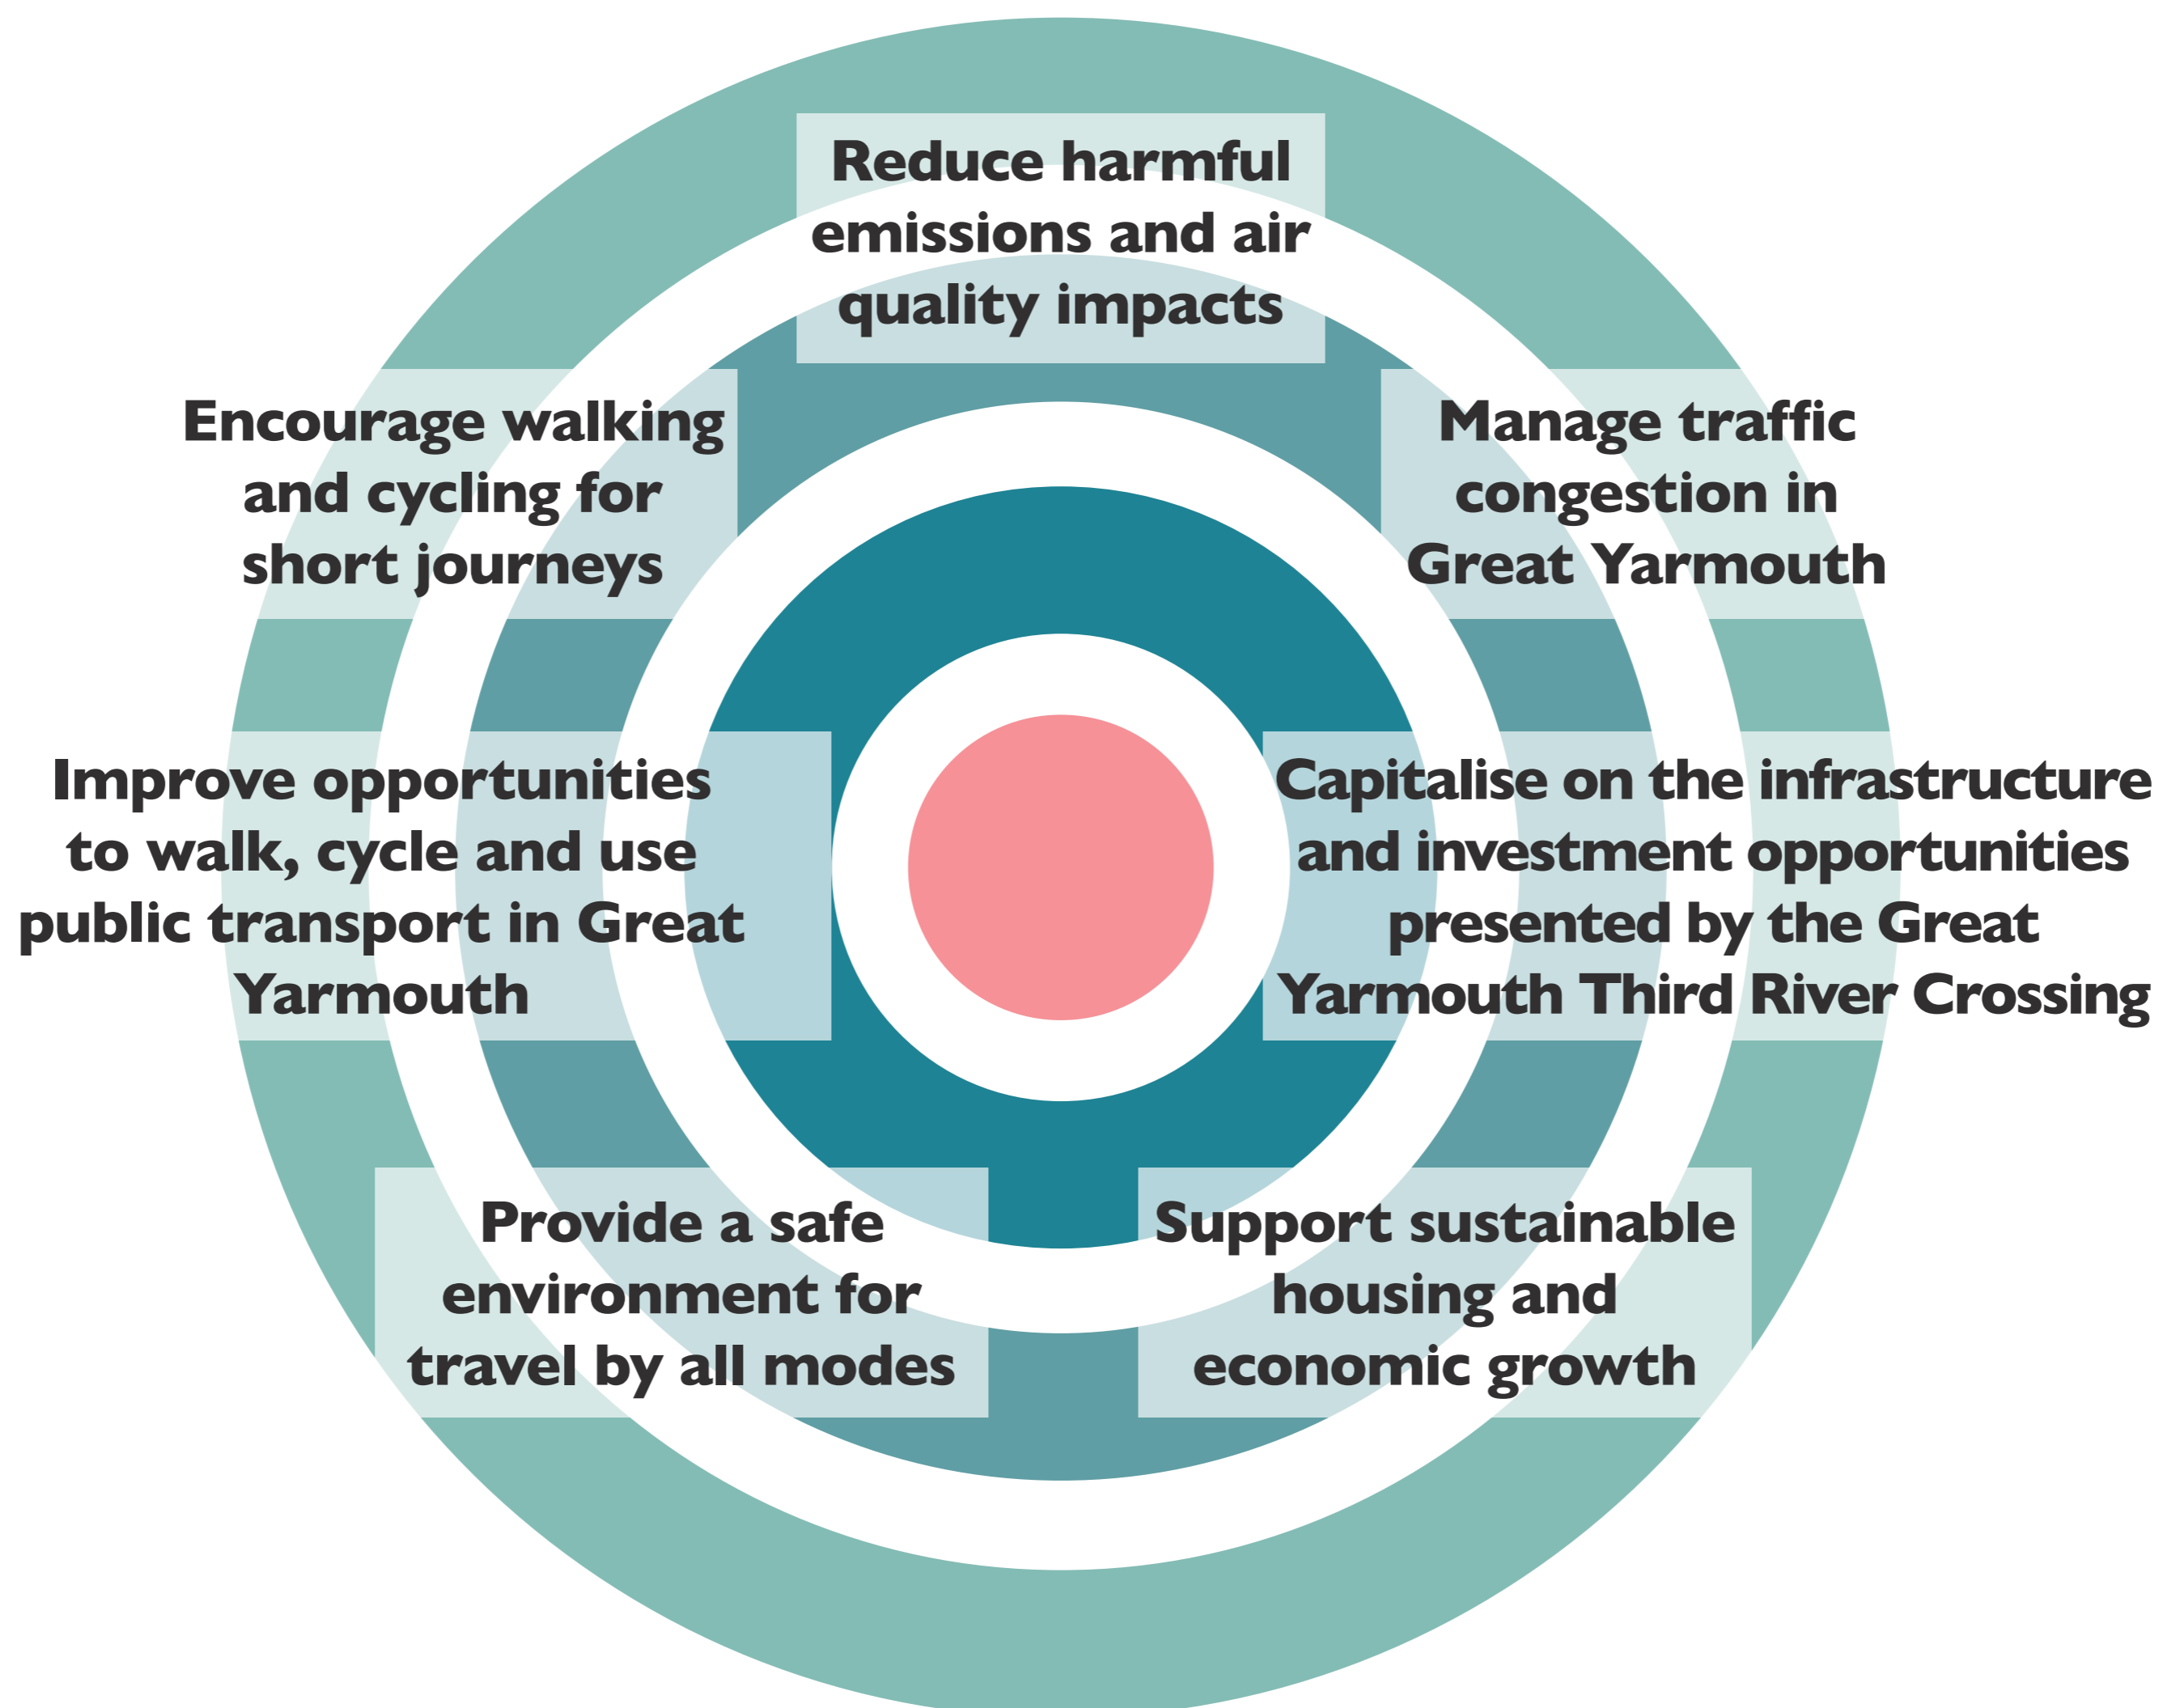 Reduce harmful
emissions and air
quality impacts
Encourage walking
and cycling for
short journeys
Manage traffic
congestion in
Great Yarmouth
Improve opportunities
to walk, cycle and use
public transport in Great
Yarmouth
Capitalise on the infrastructure
and investment opportunities
presented by the Great
Yarmouth Third River Crossing
Provide a safe
environment for
travel by all modes
Support sustainable
housing and
economic growth